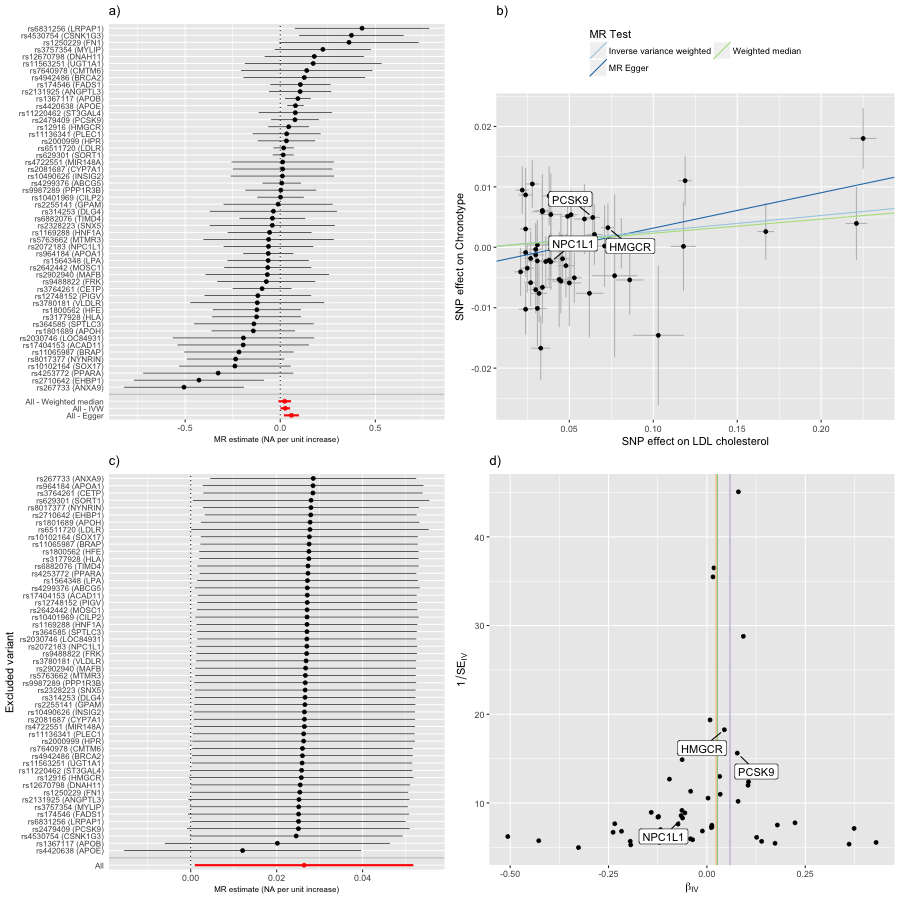 a)
rs6831256 (LRPAP1)
rs4530754 (CSNK1G3)
rs1250229 (FN1)
rs3757354 (MYLIP)
rs12670798 (DNAH11)
rs11563251 (UGT1A1)
rs7640978 (CMTM6)
rs4942486 (BRCA2)
rs174546 (FADS1)
rs2131925 (ANGPTL3)
rs1367117 (APOB)
rs4420638 (APOE)
rs11220462 (ST3GAL4)
rs2479409 (PCSK9)
rs12916 (HMGCR)
rs11136341 (PLEC1)
rs2000999 (HPR)
rs6511720 (LDLR)
rs629301 (SORT1)
rs4722551 (MIR148A)
rs2081687 (CYP7A1)
rs10490626 (INSIG2)
rs4299376 (ABCG5)
rs9987289 (PPP1R3B)
rs10401969 (CILP2)
rs2255141 (GPAM)
rs314253 (DLG4)
rs6882076 (TIMD4)
rs2328223 (SNX5)
rs1169288 (HNF1A)
rs5763662 (MTMR3)
rs2072183 (NPC1L1)
rs964184 (APOA1)
rs1564348 (LPA)
rs2642442 (MOSC1)
rs2902940 (MAFB)
rs9488822 (FRK)
rs3764261 (CETP)
rs12748152 (PIGV)
rs3780181 (VLDLR)
rs1800562 (HFE)
rs3177928 (HLA)
rs364585 (SPTLC3)
rs1801689 (APOH)
rs2030746 (LOC84931)
rs17404153 (ACAD11)
rs11065987 (BRAP)
rs8017377 (NYNRIN)
rs10102164 (SOX17)
rs4253772 (PPARA)
rs2710642 (EHBP1)
rs267733 (ANXA9)
All - Weighted median
All - IVW
All - Egger
-0.5 0.0 0.5
MR estimate (NA per unit increase)
b)
MR Test
Inverse variance weighted
Weighted median
MR Egger
SNP effect on Chronotype
0.02
0.01
0.00
-0.01
-0.02
PCSK9
NPC1L1
HMGCR
0.05 0.10 0.15 0.20
SNP effect on LDL cholesterol
c)
Excluded variant
rs267733 (ANXA9)
rs964184 (APOA1)
rs3764261 (CETP)
rs629301 (SORT1)
rs8017377 (NYNRIN)
rs2710642 (EHBP1)
rs1801689 (APOH)
rs6511720 (LDLR)
rs10102164 (SOX17)
rs11065987 (BRAP)
rs1800562 (HFE)
rs3177928 (HLA)
rs6882076 (TIMD4)
rs4253772 (PPARA)
rs1564348 (LPA)
rs4299376 (ABCG5)
rs17404153 (ACAD11)
rs12748152 (PIGV)
rs2642442 (MOSC1)
rs10401969 (CILP2)
rs1169288 (HNF1A)
rs364585 (SPTLC3)
rs2030746 (LOC84931)
rs2072183 (NPC1L1)
rs9488822 (FRK)
rs3780181 (VLDLR)
rs2902940 (MAFB)
rs5763662 (MTMR3)
rs9987289 (PPP1R3B)
rs2328223 (SNX5)
rs314253 (DLG4)
rs2255141 (GPAM)
rs10490626 (INSIG2)
rs2081687 (CYP7A1)
rs4722551 (MIR148A)
rs11136341 (PLEC1)
rs2000999 (HPR)
rs7640978 (CMTM6)
rs4942486 (BRCA2)
rs11563251 (UGT1A1)
rs11220462 (ST3GAL4)
rs12916 (HMGCR)
rs12670798 (DNAH11)
rs1250229 (FN1)
rs2131925 (ANGPTL3)
rs3757354 (MYLIP)
rs174546 (FADS1)
rs6831256 (LRPAP1)
rs2479409 (PCSK9)
rs4530754 (CSNK1G3)
rs1367117 (APOB)
rs4420638 (APOE)
All
0.00 0.02 0.04
MR estimate (NA per unit increase)
d)
1/SE_IV
40
30
20
10
HMGCR
PCSK9
NPC1L1
-0.50 -0.25 0.00 0.25
β_IV